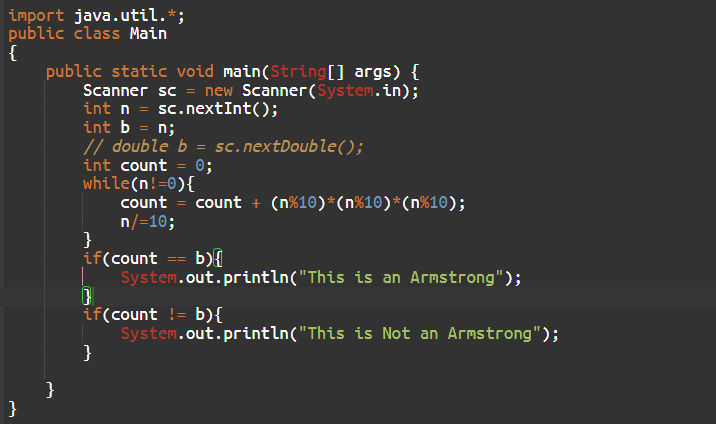 import java.util.*;
public class Main
{
    public static void main(String[] args) {
        Scanner sc = new Scanner(System.in);
        int n = sc.nextInt();
        int b = n;
        // double b = sc.nextDouble();
        int count = 0;
        while(n!=0){
            count = count + (n%10)*(n%10)*(n%10);
            n/=10;
        }
        if(count == b){
            System.out.println("This is an Armstrong");
        }
        if(count != b){
            System.out.println("This is Not an Armstrong");
        }
    }
}